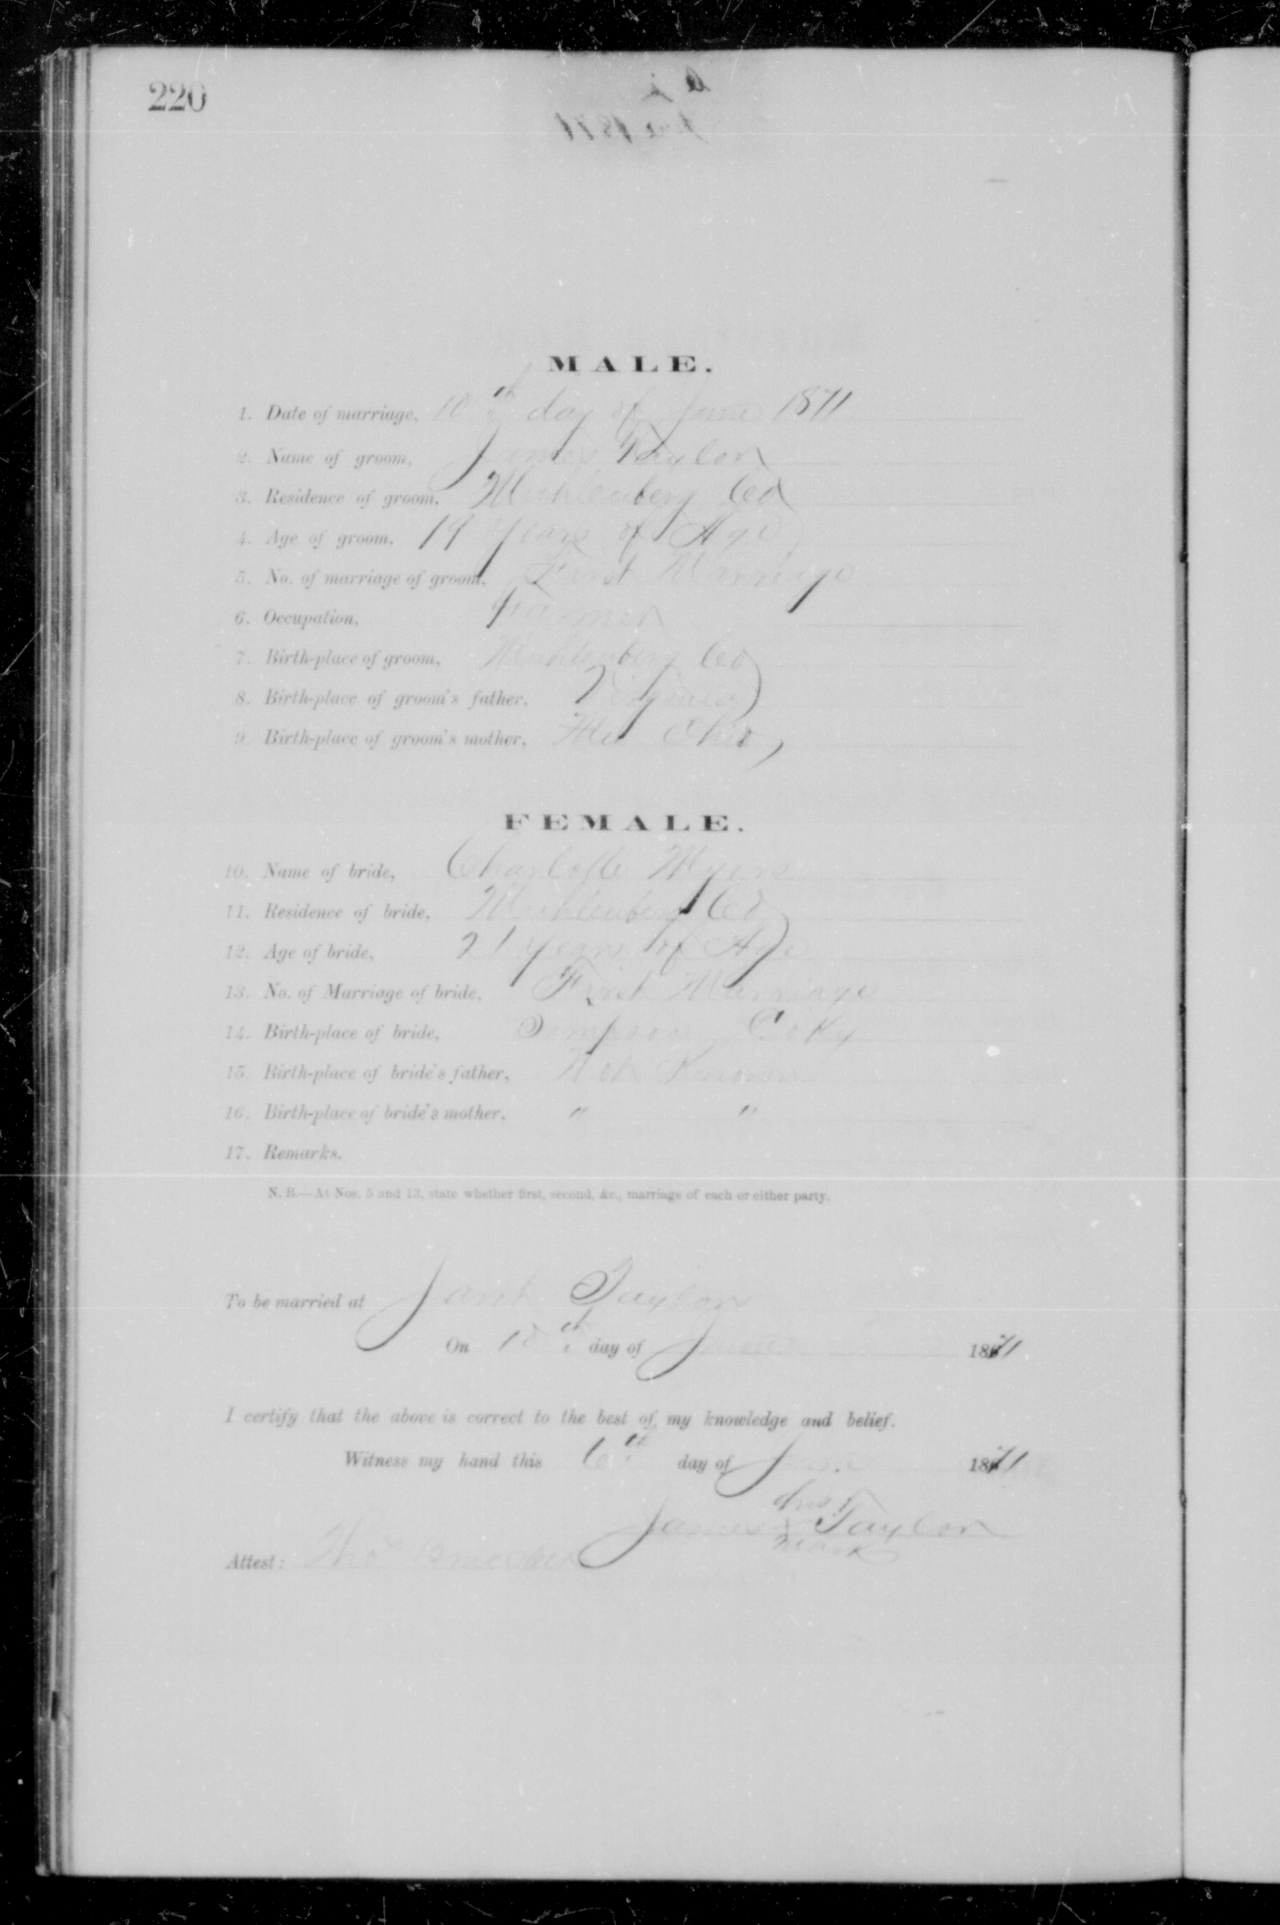 220
MALE.
1. Date of marriage, 10th day of June 1871
2. Name of groom, James Taylor
3. Residence of groom, Muhlenberg Co
4. Age of groom, 19 years of Age
5. No. of marriage of groom, First Marriage
6. Occupation, Farmer
7. Birth-place of groom, Muhlenberg Co
8. Birth-place of groom's father, Virginia
9. Birth-place of groom's mother, Ohio
FEMALE.
10. Name of bride, Charlotte Myers
11. Residence of bride, Muhlenberg Co
12. Age of bride, 21 years of Age
13. No. of Marriage of bride, First Marriage
14. Birth-place of bride, Simpson Co Ky
15. Birth-place of bride's father, Not Known
16. Birth-place of bride's mother, " "
17. Remarks.
N. B.—At Nos. 5 and 13, state whether first, second, &c., marriage of each or either party.
To be married at Taylor
On 10th day of June 1871
I certify that the above is correct to the best of my knowledge and belief.
Witness my hand this 6th day of June 1871
his
James X Taylor
mark
Attest: Thos